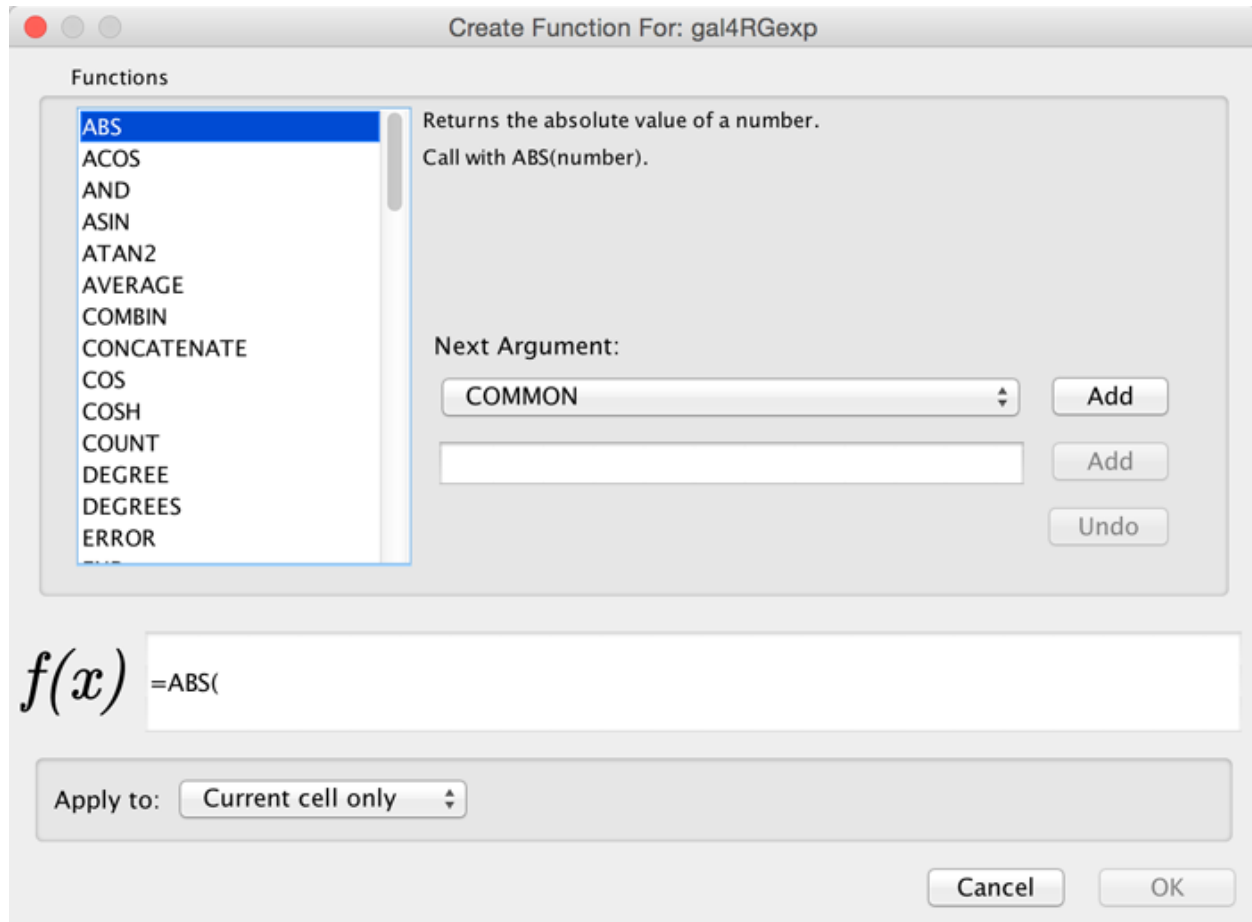 Create Function For: gal4RGexp
Functions
ABS
ACOS
AND
ASIN
ATAN2
AVERAGE
COMBIN
CONCATENATE
COS
COSH
COUNT
DEGREE
DEGREES
ERROR
Returns the absolute value of a number.
Call with ABS(number).
Next Argument:
COMMON
Add
Add
Undo
f(x)
=ABS(
Apply to:
Current cell only
Cancel
OK